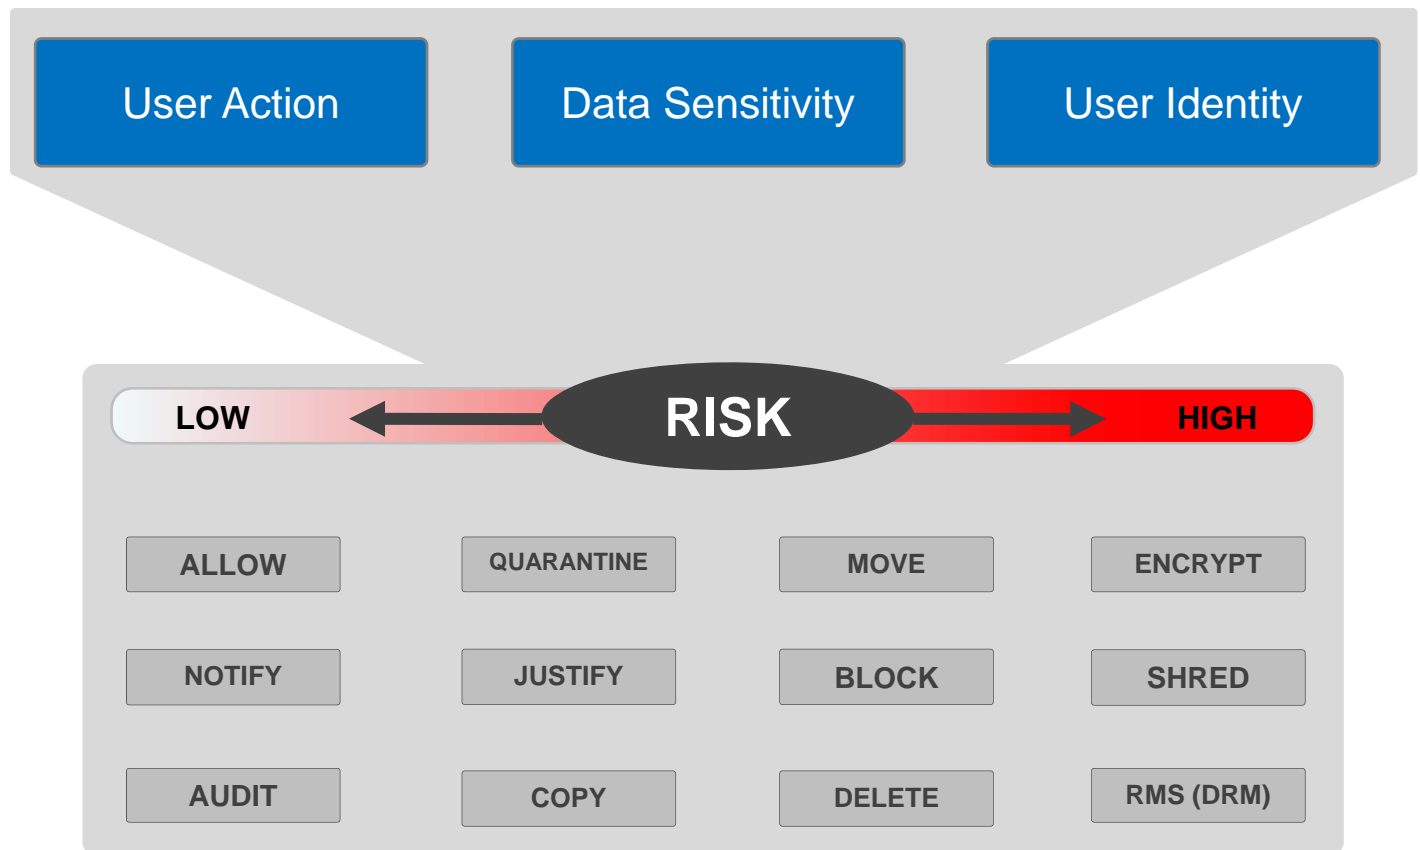 User Action
Data Sensitivity
User Identity
LOW
RISK
HIGH
ALLOW
QUARANTINE
MOVE
ENCRYPT
NOTIFY
JUSTIFY
BLOCK
SHRED
AUDIT
COPY
DELETE
RMS (DRM)